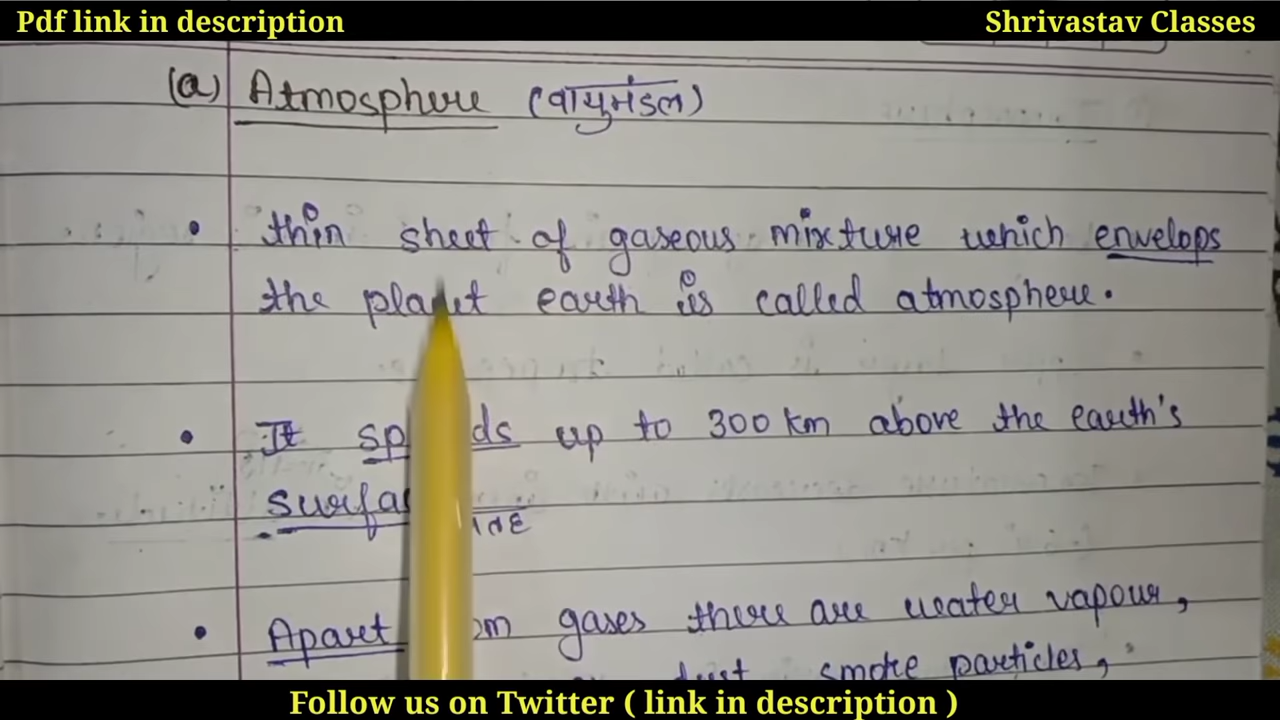 Pdf link in description
Shrivastav Classes
(a) Atmosphere (वायुमंडल)
• thin sheet of gaseous mixture which envelops
the planet earth is called atmosphere.
• It up to 300 km above the earth's
• Apart gases there are water vapour,
dust, smoke particles,
Follow us on Twitter ( link in description )